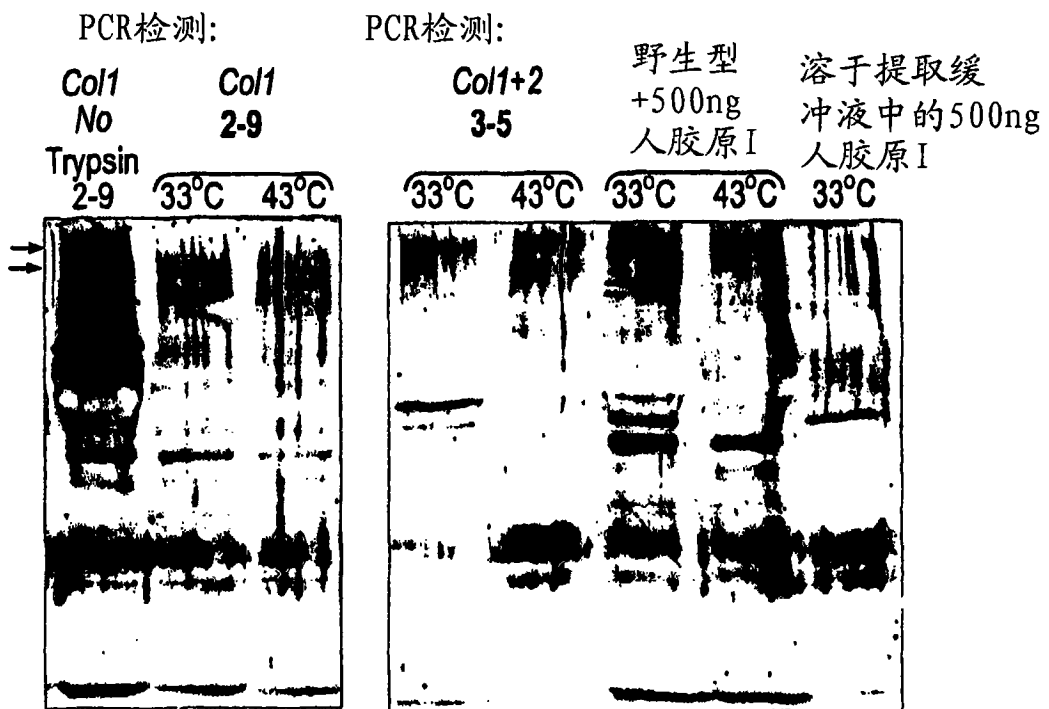 PCR检测:
Col1
No
Trypsin
2-9
Col1
2-9
33°C 43°C
PCR检测:
Col1+2
3-5
33°C 43°C
野生型
+500ng
人胶原I
33°C 43°C
溶于提取缓
冲液中的500ng
人胶原I
33°C